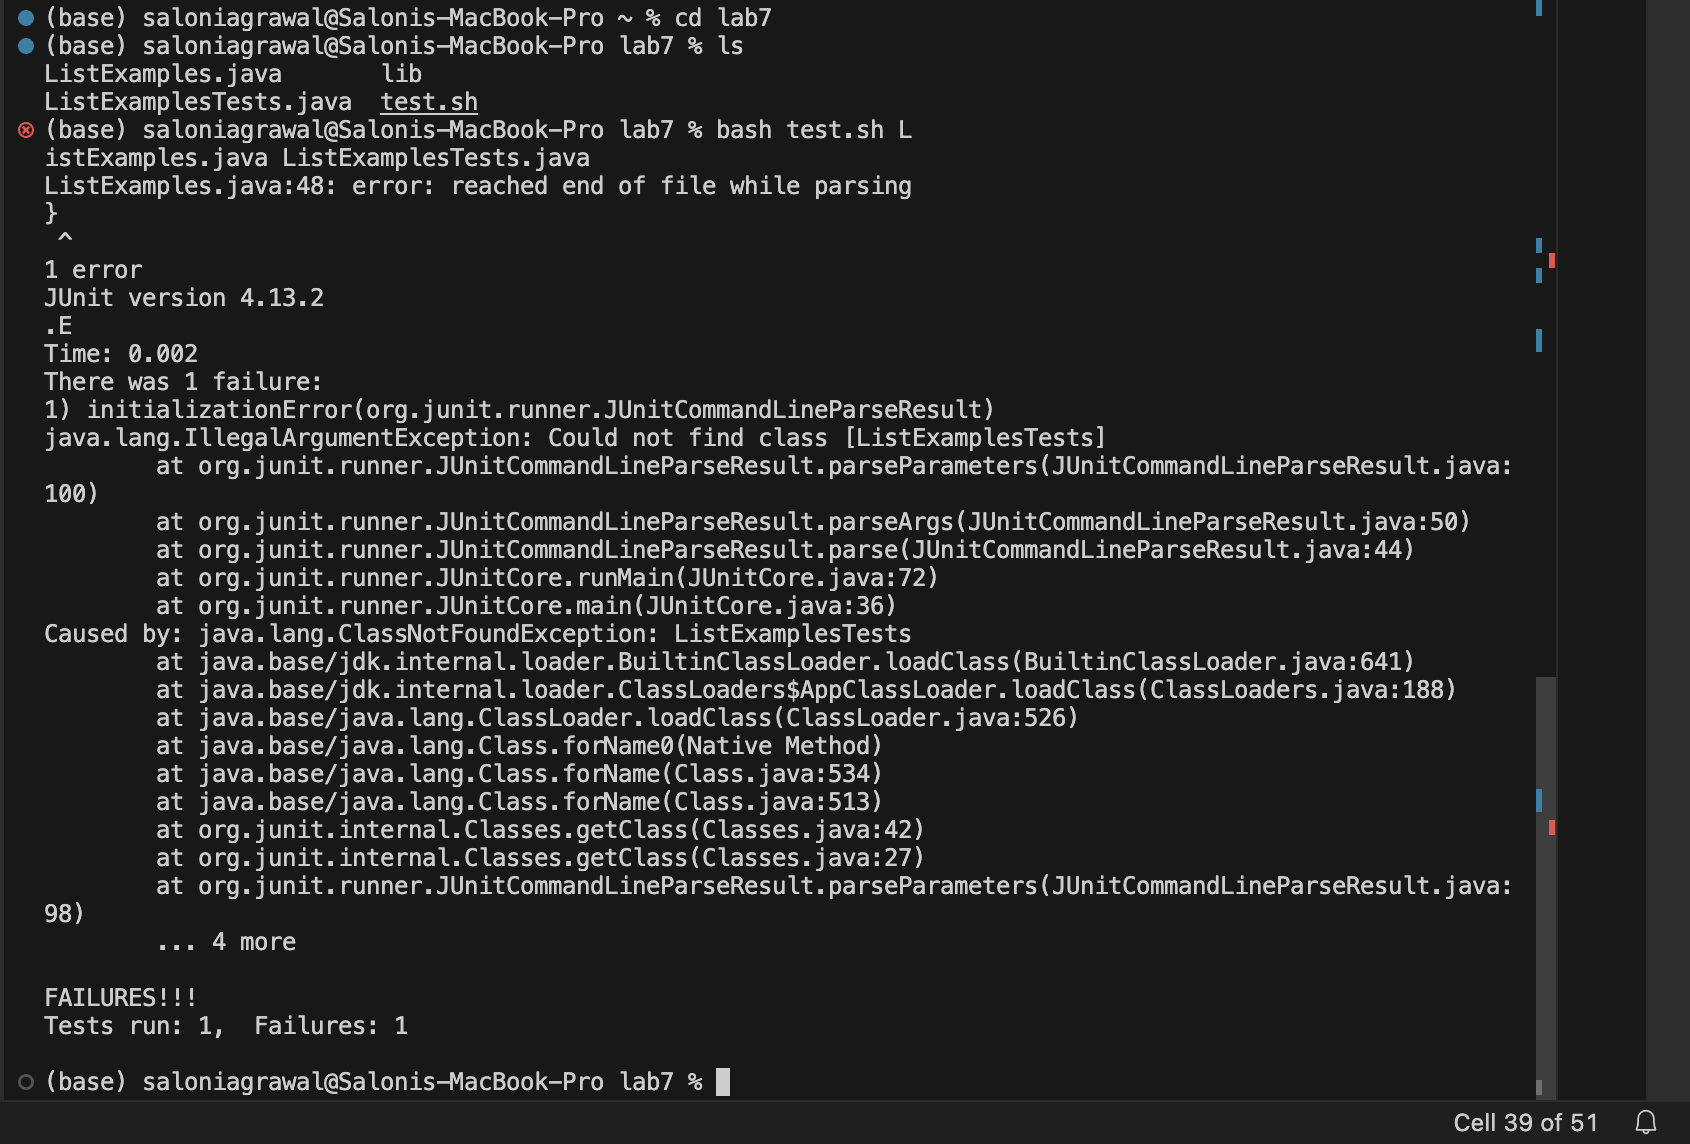 (base) saloniagrawal@Salonis-MacBook-Pro ~ % cd lab7
(base) saloniagrawal@Salonis-MacBook-Pro lab7 % ls
ListExamples.java       lib
ListExamplesTests.java  test.sh
(base) saloniagrawal@Salonis-MacBook-Pro lab7 % bash test.sh L
istExamples.java ListExamplesTests.java
ListExamples.java:48: error: reached end of file while parsing
}
 ^
1 error
JUnit version 4.13.2
.E
Time: 0.002
There was 1 failure:
1) initializationError(org.junit.runner.JUnitCommandLineParseResult)
java.lang.IllegalArgumentException: Could not find class [ListExamplesTests]
        at org.junit.runner.JUnitCommandLineParseResult.parseParameters(JUnitCommandLineParseResult.java:
100)
        at org.junit.runner.JUnitCommandLineParseResult.parseArgs(JUnitCommandLineParseResult.java:50)
        at org.junit.runner.JUnitCommandLineParseResult.parse(JUnitCommandLineParseResult.java:44)
        at org.junit.runner.JUnitCore.runMain(JUnitCore.java:72)
        at org.junit.runner.JUnitCore.main(JUnitCore.java:36)
Caused by: java.lang.ClassNotFoundException: ListExamplesTests
        at java.base/jdk.internal.loader.BuiltinClassLoader.loadClass(BuiltinClassLoader.java:641)
        at java.base/jdk.internal.loader.ClassLoaders$AppClassLoader.loadClass(ClassLoaders.java:188)
        at java.base/java.lang.ClassLoader.loadClass(ClassLoader.java:526)
        at java.base/java.lang.Class.forName0(Native Method)
        at java.base/java.lang.Class.forName(Class.java:534)
        at java.base/java.lang.Class.forName(Class.java:513)
        at org.junit.internal.Classes.getClass(Classes.java:42)
        at org.junit.internal.Classes.getClass(Classes.java:27)
        at org.junit.runner.JUnitCommandLineParseResult.parseParameters(JUnitCommandLineParseResult.java:
98)
        ... 4 more
FAILURES!!!
Tests run: 1,  Failures: 1
(base) saloniagrawal@Salonis-MacBook-Pro lab7 %
Cell 39 of 51